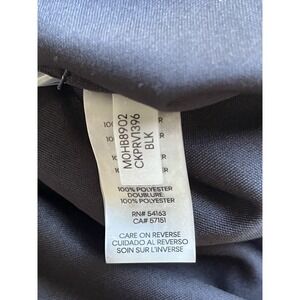 MOHB8902
CKPRV1396
BLK
100% POLYESTER
DOUBLURE:
100% POLYESTER
RN# 54163
CA# 57151
CARE ON REVERSE
CUIDADO AL REVERSO
SOIN SUR L'INVERSE